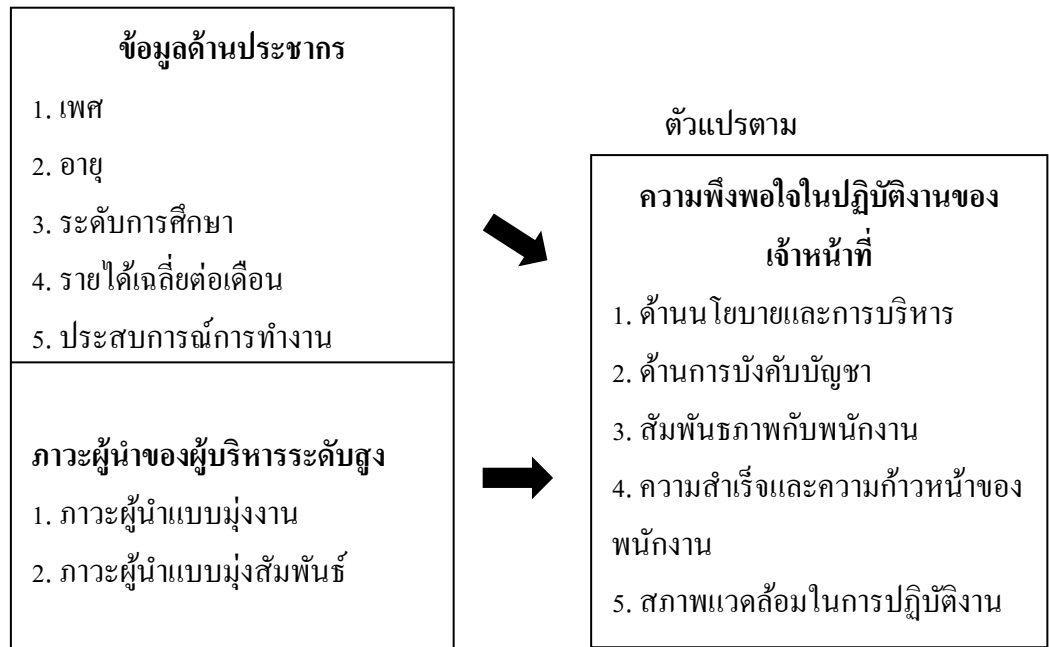 ข้อมูลด้านประชากร
1. เพศ
2. อายุ
3. ระดับการศึกษา
4. รายได้เฉลี่ยต่อเดือน
5. ประสบการณ์การทำงาน
ภาวะผู้นำของผู้บริหารระดับสูง
1. ภาวะผู้นำแบบมุ่งงาน
2. ภาวะผู้นำแบบมุ่งสัมพันธ์
ตัวแปรตาม
ความพึงพอใจในปฏิบัติงานของ
เจ้าหน้าที่
1. ด้านนโยบายและการบริหาร
2. ด้านการบังคับบัญชา
3. สัมพันธภาพกับพนักงาน
4. ความสำเร็จและความก้าวหน้าของ
พนักงาน
5. สภาพแวดล้อมในการปฏิบัติงาน